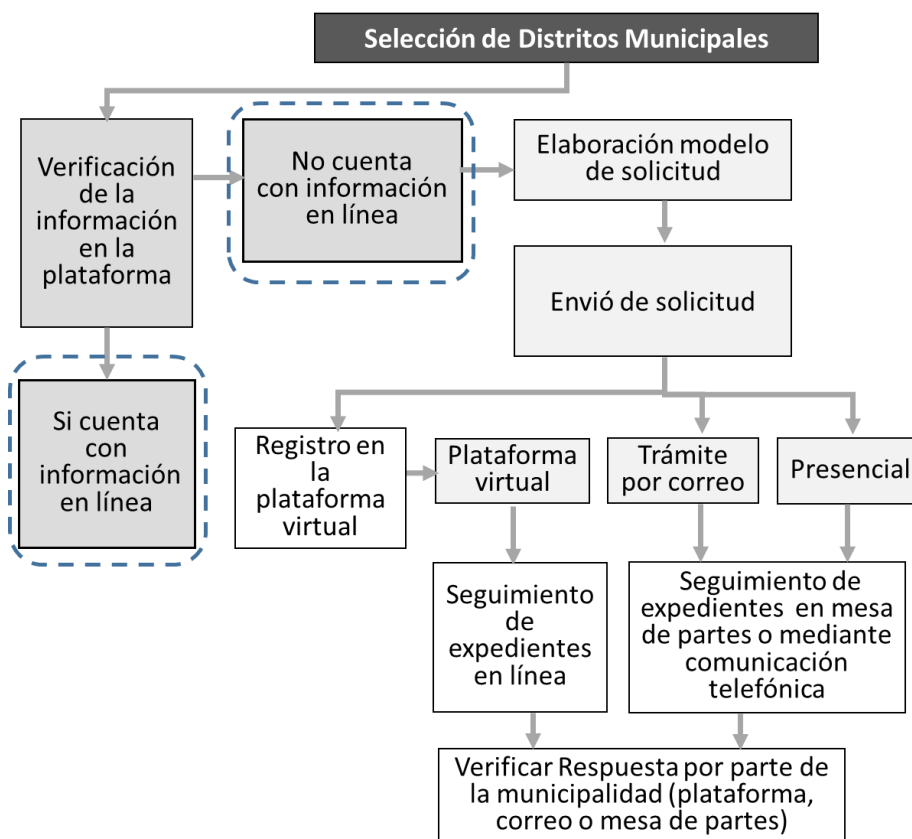 Selección de Distritos Municipales
Verificación
de la
información
en la
plataforma
No cuenta
con información
en línea
Elaboración modelo
de solicitud
Envió de solicitud
Si cuenta
con
información
en línea
Registro en
la
plataforma
virtual
Plataforma
virtual
Trámite
por correo
Presencial
Seguimiento
de
expedientes
en línea
Seguimiento de
expedientes en mesa
de partes o mediante
comunicación
telefónica
Verificar Respuesta por parte de
la municipalidad (plataforma,
correo o mesa de partes)